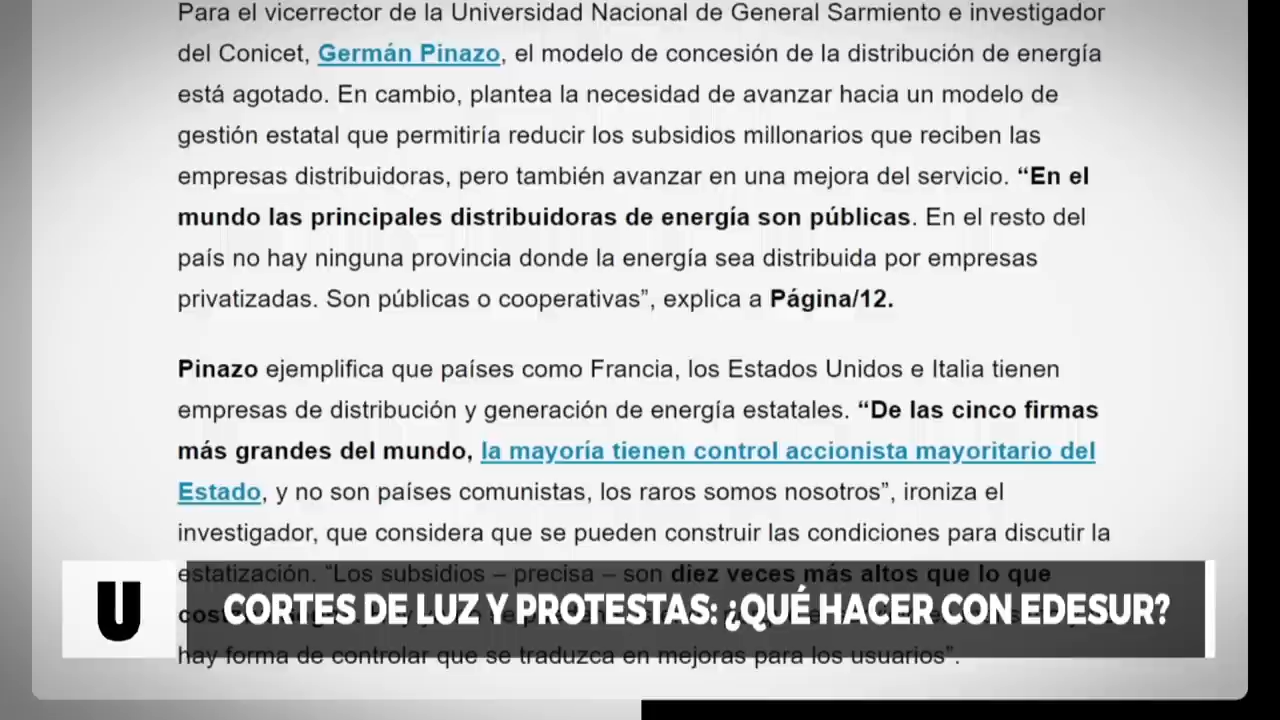 Para el vicerrector de la Universidad Nacional de General Sarmiento e investigador
del Conicet, Germán Pinazo, el modelo de concesión de la distribución de energía
está agotado. En cambio, plantea la necesidad de avanzar hacia un modelo de
gestión estatal que permitiría reducir los subsidios millonarios que reciben las
empresas distribuidoras, pero también avanzar en una mejora del servicio. “En el
mundo las principales distribuidoras de energía son públicas. En el resto del
país no hay ninguna provincia donde la energía sea distribuida por empresas
privatizadas. Son públicas o cooperativas”, explica a Página/12.
Pinazo ejemplifica que países como Francia, los Estados Unidos e Italia tienen
empresas de distribución y generación de energía estatales. “De las cinco firmas
más grandes del mundo, la mayoría tienen control accionista mayoritario del
Estado, y no son países comunistas, los raros somos nosotros”, ironiza el
investigador, que considera que se pueden construir las condiciones para discutir la
estatización. “Los subsidios – precisa – son diez veces más altos que lo que
hay forma de controlar que se traduzca en mejoras para los usuarios”.
U
CORTES DE LUZ Y PROTESTAS: ¿QUÉ HACER CON EDESUR?